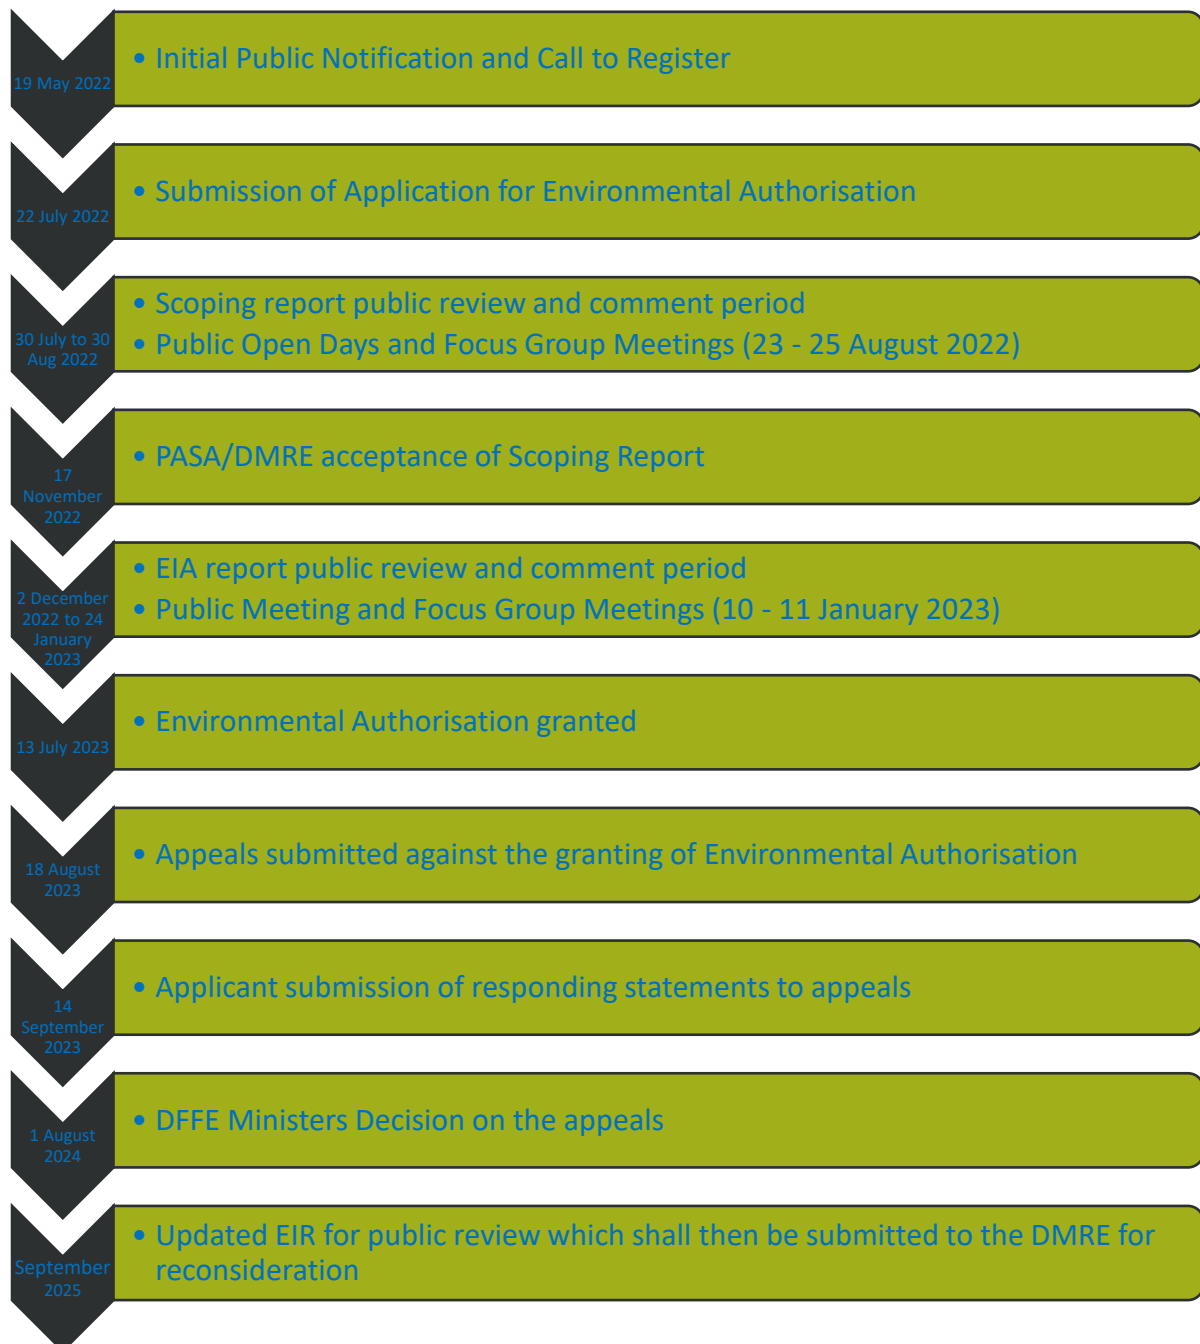 19 May 2022
• Initial Public Notification and Call to Register
22 July 2022
• Submission of Application for Environmental Authorisation
30 July to 30
Aug 2022
• Scoping report public review and comment period
• Public Open Days and Focus Group Meetings (23 - 25 August 2022)
17
November
2022
• PASA/DMRE acceptance of Scoping Report
2 December
2022 to 24
January
2023
• EIA report public review and comment period
• Public Meeting and Focus Group Meetings (10 - 11 January 2023)
13 July 2023
• Environmental Authorisation granted
18 August
2023
• Appeals submitted against the granting of Environmental Authorisation
14
September
2023
• Applicant submission of responding statements to appeals
1 August
2024
• DFFE Ministers Decision on the appeals
September
2025
• Updated EIR for public review which shall then be submitted to the DMRE for
reconsideration